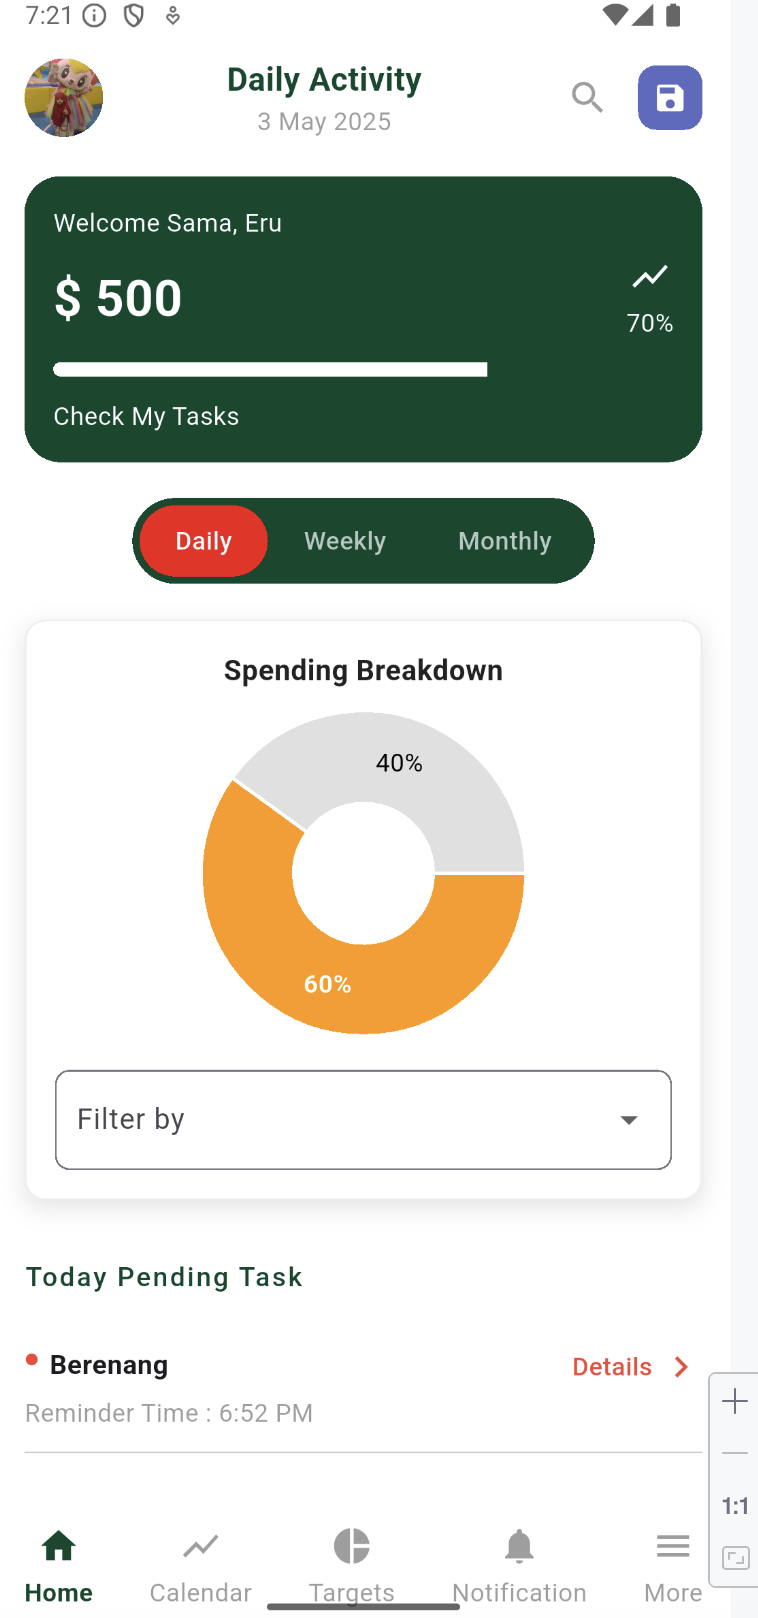 7:21
Daily Activity
3 May 2025
Welcome Sama, Eru
$ 500
70%
Check My Tasks
Daily Weekly Monthly
Spending Breakdown
40%
60%
Filter by
Today Pending Task
Berenang
Details
Reminder Time : 6:52 PM
1:1
Home Calendar Targets Notification More